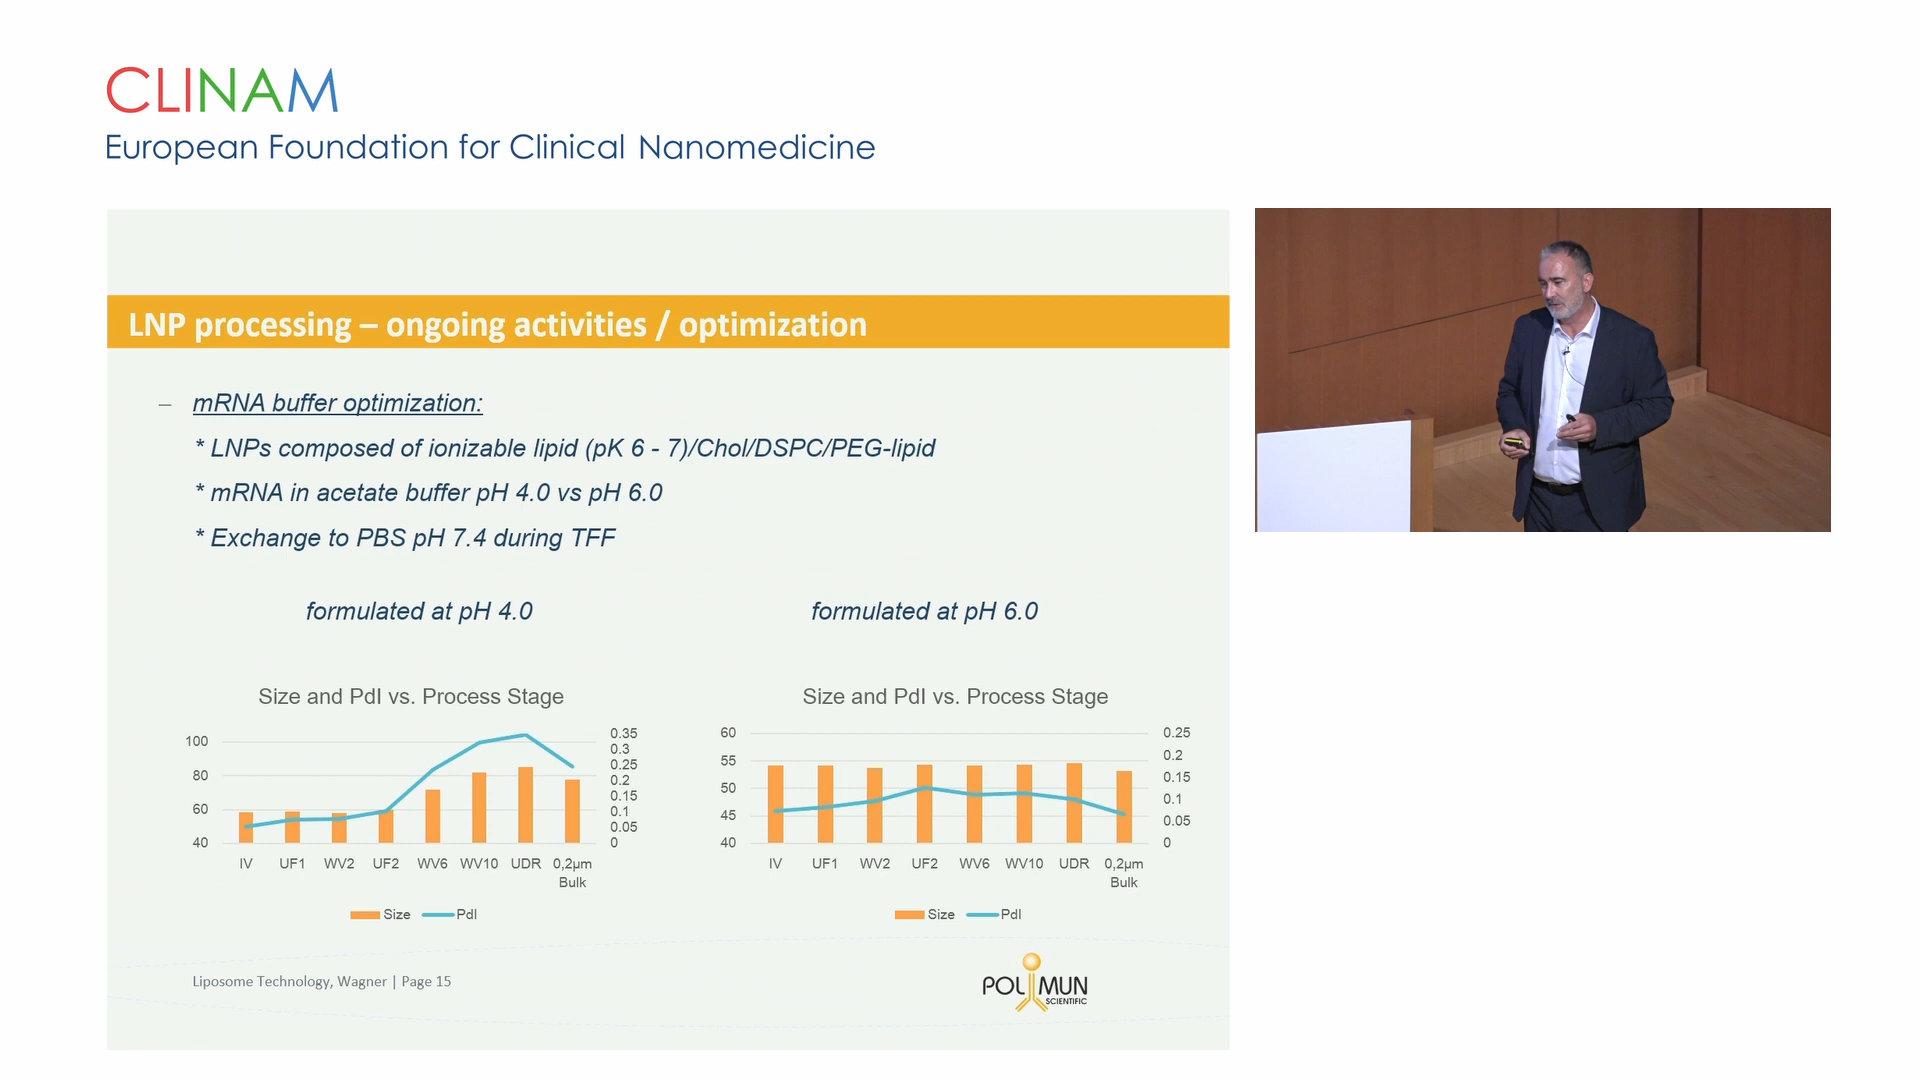 CLINAM
European Foundation for Clinical Nanomedicine
LNP processing – ongoing activities / optimization
– mRNA buffer optimization:
* LNPs composed of ionizable lipid (pK 6 - 7)/Chol/DSPC/PEG-lipid
* mRNA in acetate buffer pH 4.0 vs pH 6.0
* Exchange to PBS pH 7.4 during TFF
formulated at pH 4.0
Size and PdI vs. Process Stage
100
80
60
40
0.35
0.3
0.25
0.2
0.15
0.1
0.05
0
IV UF1 WV2 UF2 WV6 WV10 UDR 0,2µm
Bulk
Size PdI
formulated at pH 6.0
Size and PdI vs. Process Stage
60
55
50
45
40
0.25
0.2
0.15
0.1
0.05
0
IV UF1 WV2 UF2 WV6 WV10 UDR 0,2µm
Bulk
Size PdI
Liposome Technology, Wagner | Page 15
POLYMUN
SCIENTIFIC